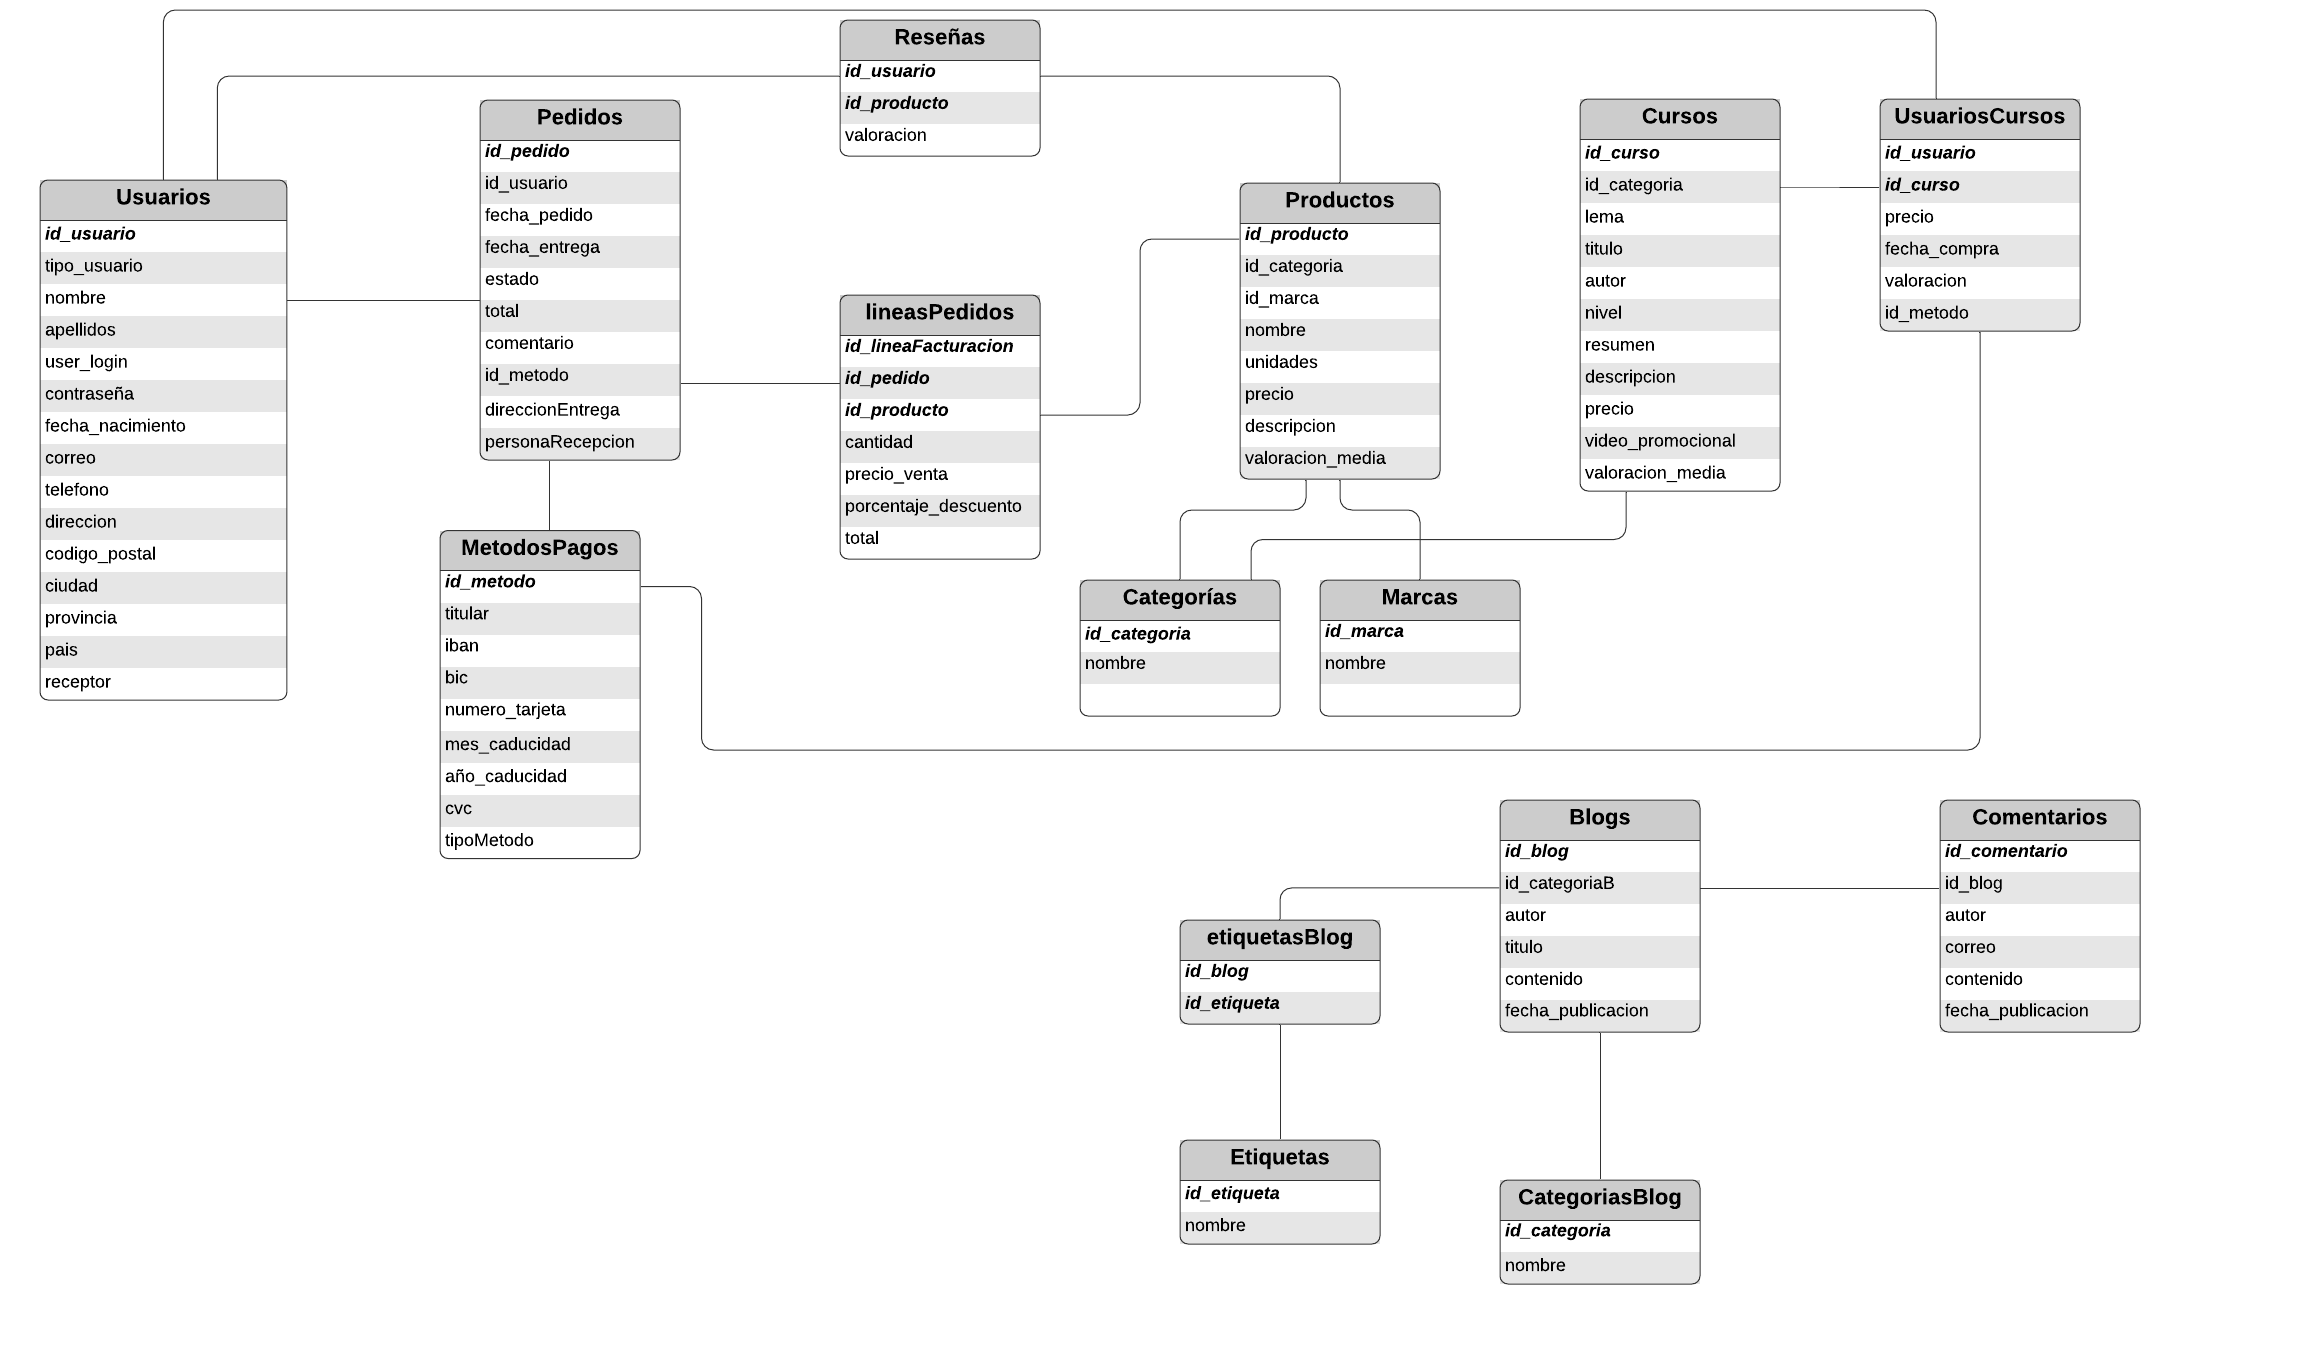 Reseñas
id_usuario
id_producto
valoracion
Pedidos
id_pedido
id_usuario
fecha_pedido
fecha_entrega
estado
total
comentario
id_metodo
direccionEntrega
personaRecepcion
Cursos
id_curso
id_categoria
lema
titulo
autor
nivel
resumen
descripcion
precio
video_promocional
valoracion_media
UsuariosCursos
id_usuario
id_curso
precio
fecha_compra
valoracion
id_metodo
Usuarios
id_usuario
tipo_usuario
nombre
apellidos
user_login
contraseña
fecha_nacimiento
correo
telefono
direccion
codigo_postal
ciudad
provincia
pais
receptor
Productos
id_producto
id_categoria
id_marca
nombre
unidades
precio
descripcion
valoracion_media
lineasPedidos
id_lineaFacturacion
id_pedido
id_producto
cantidad
precio_venta
porcentaje_descuento
total
MetodosPagos
id_metodo
titular
iban
bic
numero_tarjeta
mes_caducidad
año_caducidad
cvc
tipoMetodo
Categorías
id_categoria
nombre
Marcas
id_marca
nombre
Blogs
id_blog
id_categoriaB
autor
titulo
contenido
fecha_publicacion
Comentarios
id_comentario
id_blog
autor
correo
contenido
fecha_publicacion
etiquetasBlog
id_blog
id_etiqueta
Etiquetas
id_etiqueta
nombre
CategoriasBlog
id_categoria
nombre